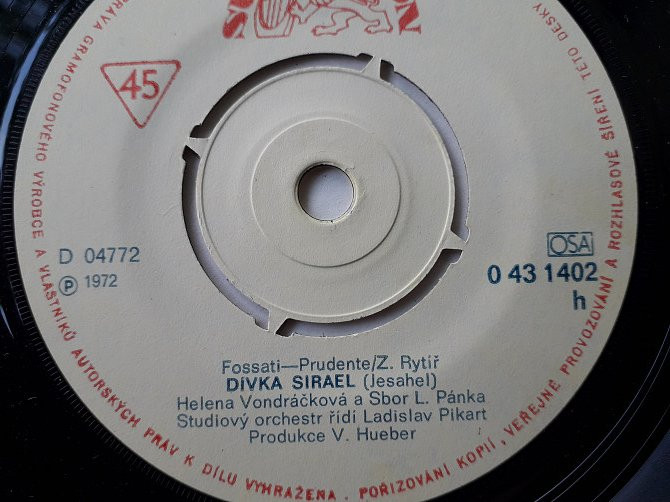 45
D 04772
Ⓟ 1972
OSA
0 43 1402
h
Fossati—Prudente/Z. Rytíř
DÍVKA SIRAEL (Jesahel)
Helena Vondráčková a Sbor L. Pánka
Studiový orchestr řídí Ladislav Pikart
Produkce V. Hueber
PRÁVA GRAMOFONOVÉHO VÝROBCE A VLASTNÍKŮ AUTORSKÝCH PRÁV K DÍLU VYHRAŽENA. POŘIZOVÁNÍ KOPIÍ, VEŘEJNÉ PROVOZOVÁNÍ A ROZHLASOVÉ ŠÍŘENÍ TÉTO DESKY